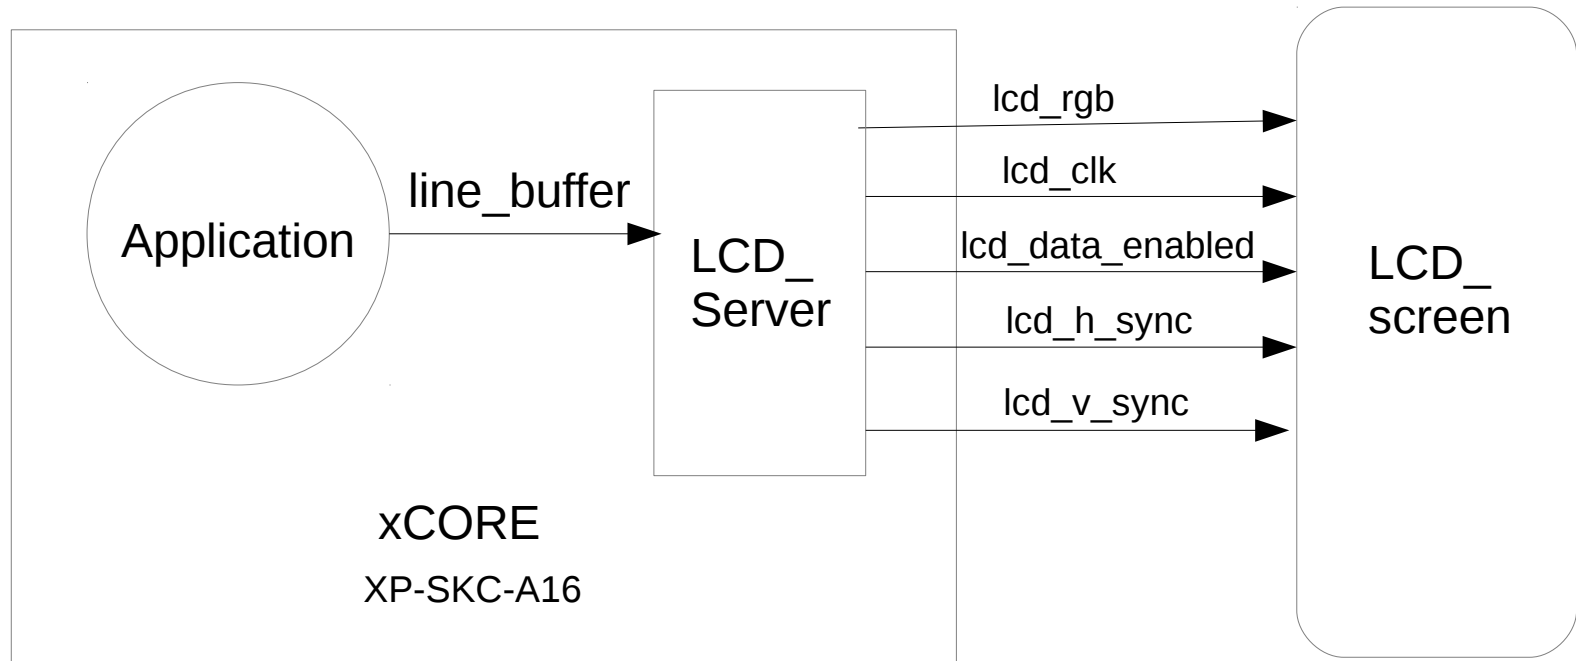 Application
line_buffer
LCD_
Server
lcd_rgb
lcd_clk
lcd_data_enabled
lcd_h_sync
lcd_v_sync
LCD_
screen
xCORE
XP-SKC-A16